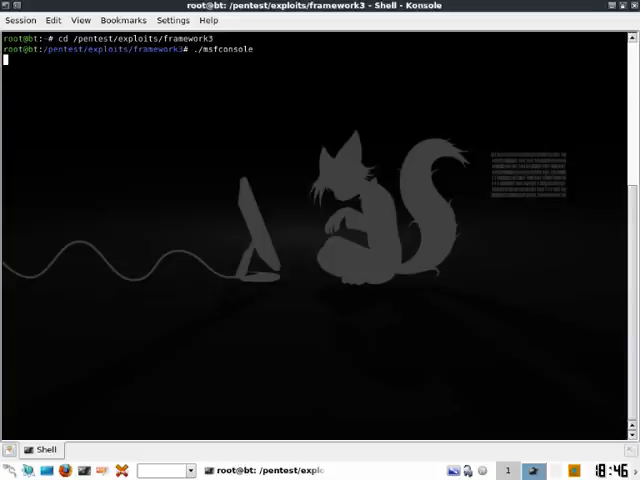 root@bt: /pentest/exploits/framework3 - Shell - Konsole
Session Edit View Bookmarks Settings Help
root@bt:~# cd /pentest/exploits/framework3
root@bt:/pentest/exploits/framework3# ./msfconsole
Shell
root@bt: /pentest/explo
1
18:46